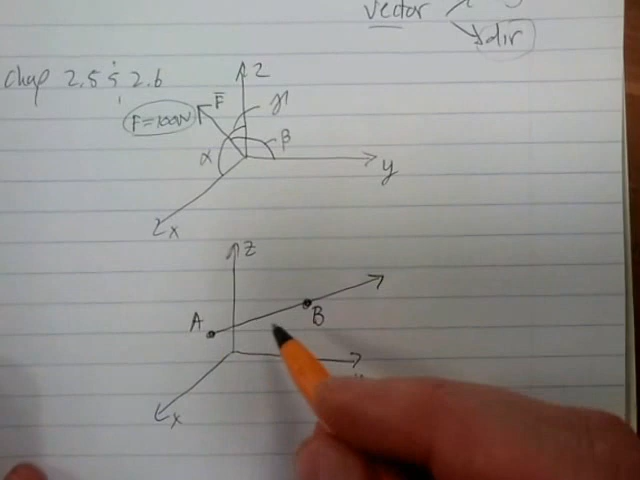 vector
dir
Chap 2.5 & 2.6
z
F̅
γ
F=100N
β
α
y
x
z
A
B
x